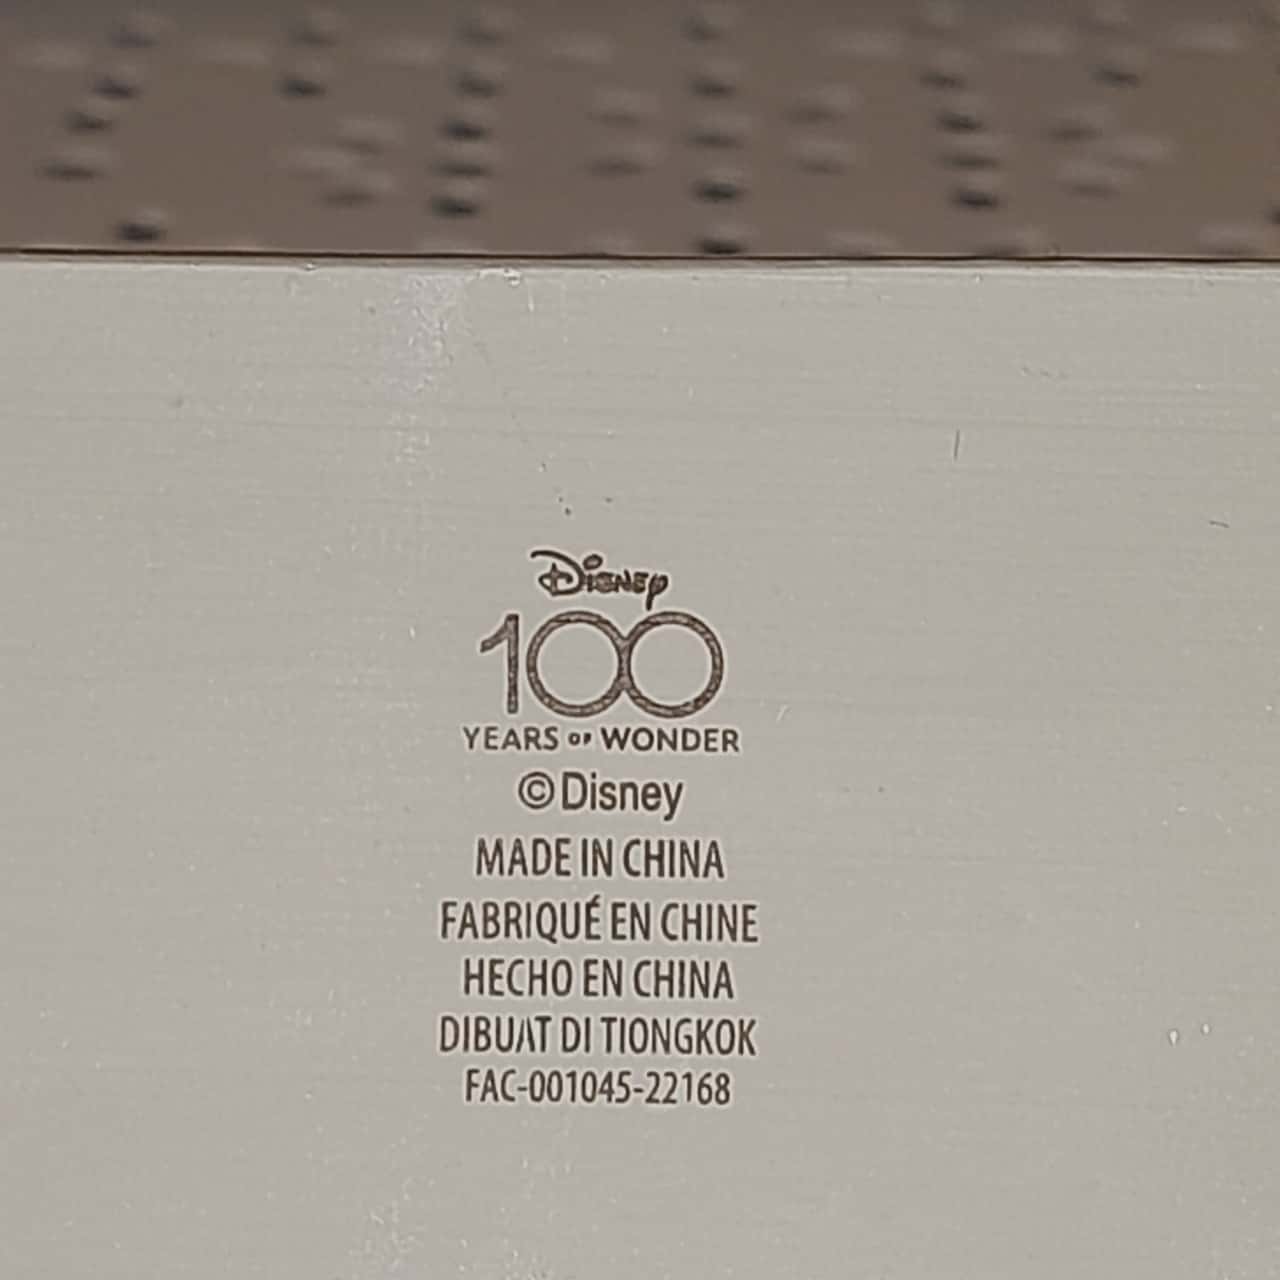 Disney
100
YEARS OF WONDER
©Disney
MADE IN CHINA
FABRIQUÉ EN CHINE
HECHO EN CHINA
DIBUAT DI TIONGKOK
FAC-001045-22168